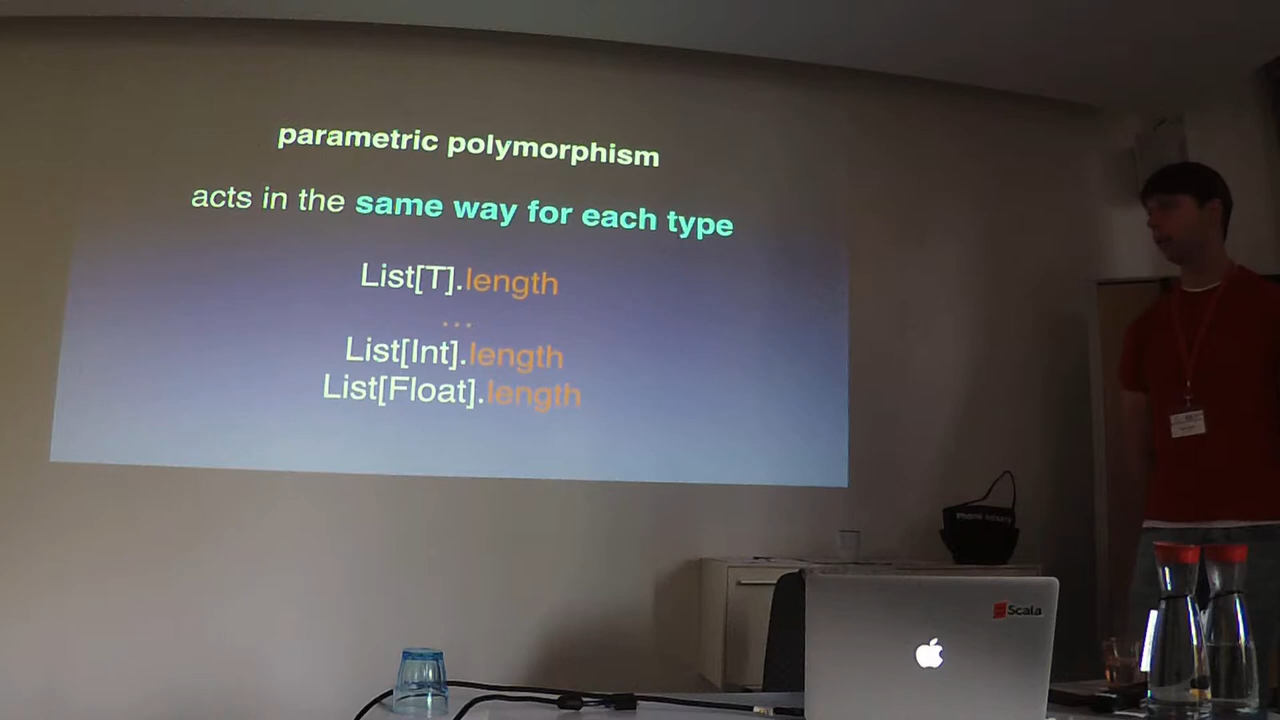 parametric polymorphism
acts in the same way for each type
List[T].length
...
List[Int].length
List[Float].length
Scala